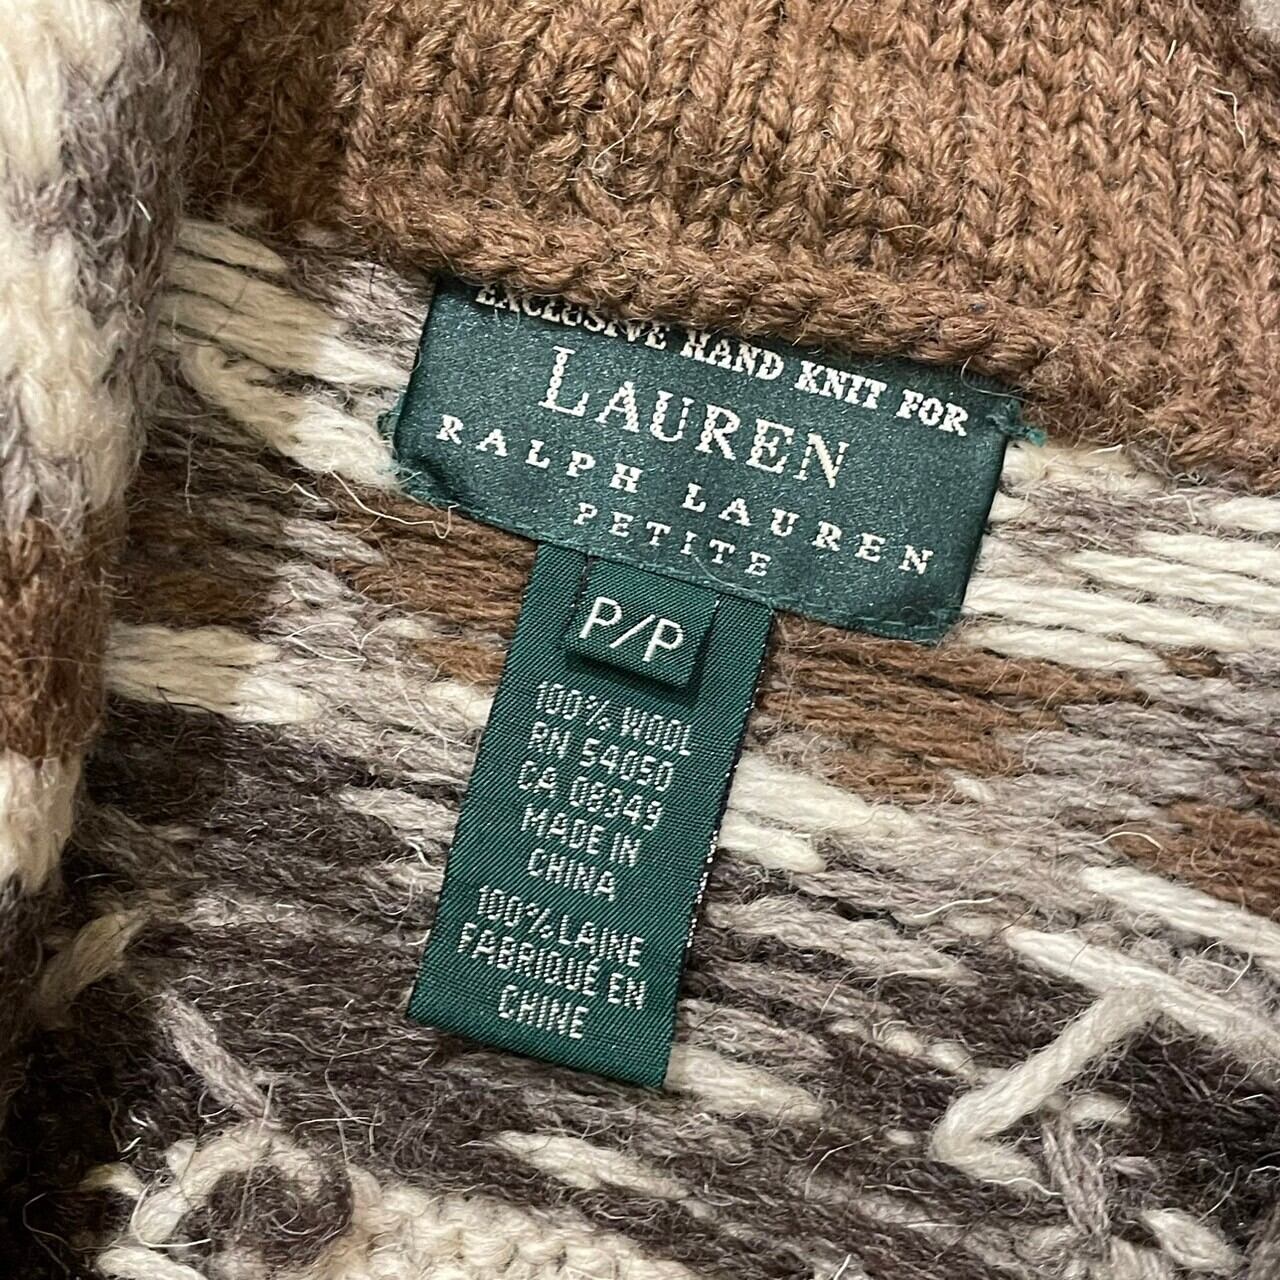 EXCLUSIVE HAND KNIT FOR
LAUREN
RALPH LAUREN
PETITE
P/P
100% WOOL
RN 54050
CA 08349
MADE IN
CHINA
100% LAINE
FABRIQUÉ EN
CHINE